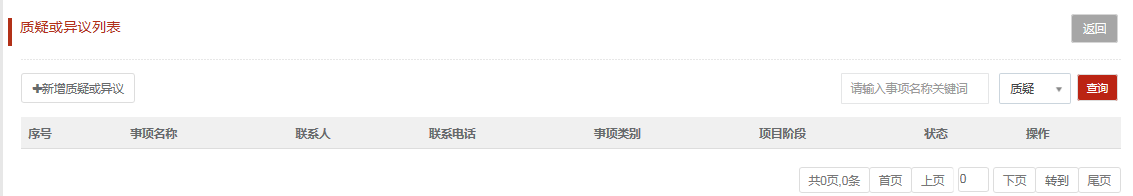 质疑或异议列表 返回
✚新增质疑或异议 请输入事项名称关键词 质疑 查询
序号 事项名称 联系人 联系电话 事项类别 项目阶段 状态 操作
共0页,0条 首页 上页 0 下页 转到 尾页